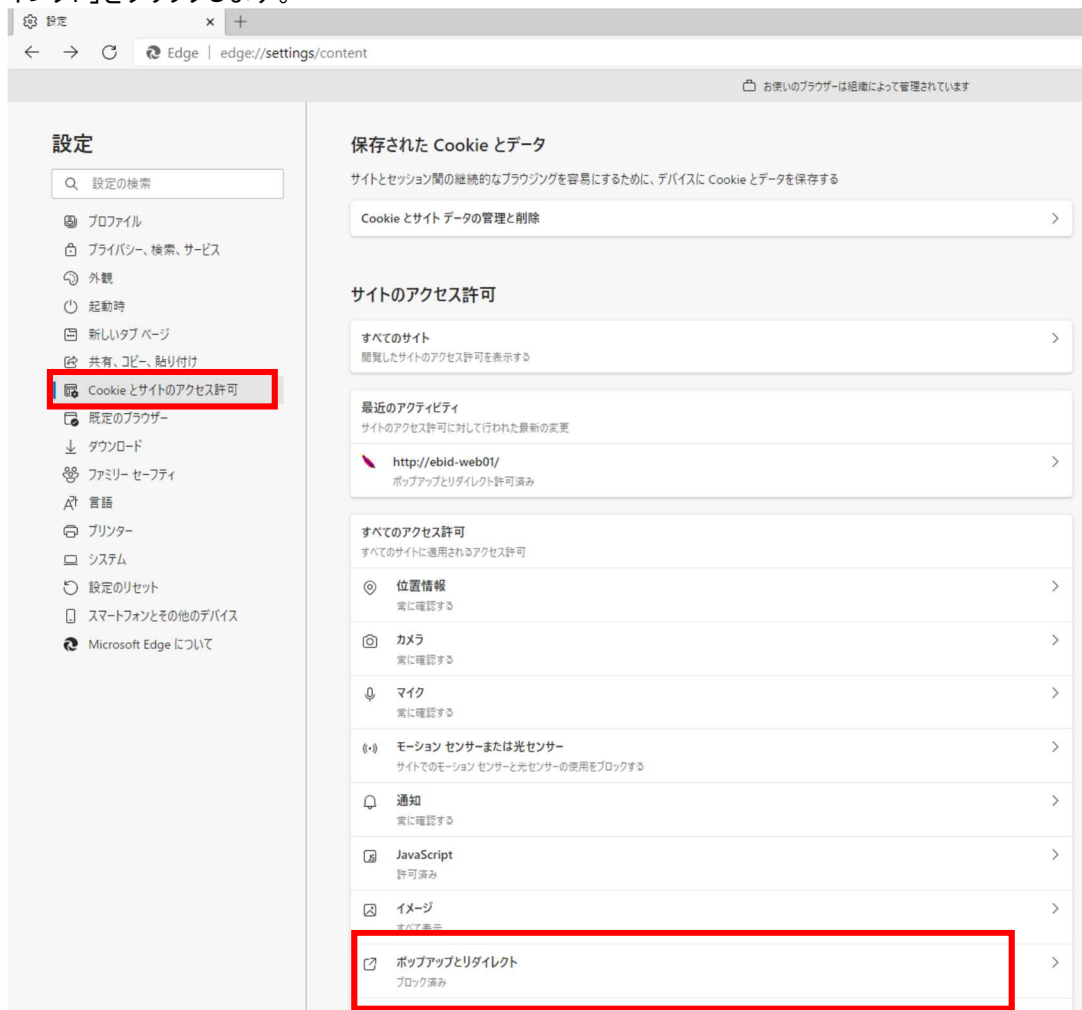 設定
Edge | edge://settings/content
お使いのブラウザーは組織によって管理されています
設定
設定の検索
プロファイル
プライバシー、検索、サービス
外観
起動時
新しいタブ ページ
共有、コピー、貼り付け
Cookie とサイトのアクセス許可
既定のブラウザー
ダウンロード
ファミリー セーフティ
言語
プリンター
システム
設定のリセット
スマートフォンとその他のデバイス
Microsoft Edge について
保存された Cookie とデータ
サイトとセッション間の継続的なブラウジングを容易にするために、デバイスに Cookie とデータを保存する
Cookie とサイト データの管理と削除
サイトのアクセス許可
すべてのサイト
閲覧したサイトのアクセス許可を表示する
最近のアクティビティ
サイトのアクセス許可に対して行われた最新の変更
http://ebid-web01/
ポップアップとリダイレクト許可済み
すべてのアクセス許可
すべてのサイトに適用されるアクセス許可
位置情報
常に確認する
カメラ
常に確認する
マイク
常に確認する
モーション センサーまたは光センサー
サイトでのモーション センサーと光センサーの使用をブロックする
通知
常に確認する
JavaScript
許可済み
イメージ
すべて表示
ポップアップとリダイレクト
ブロック済み